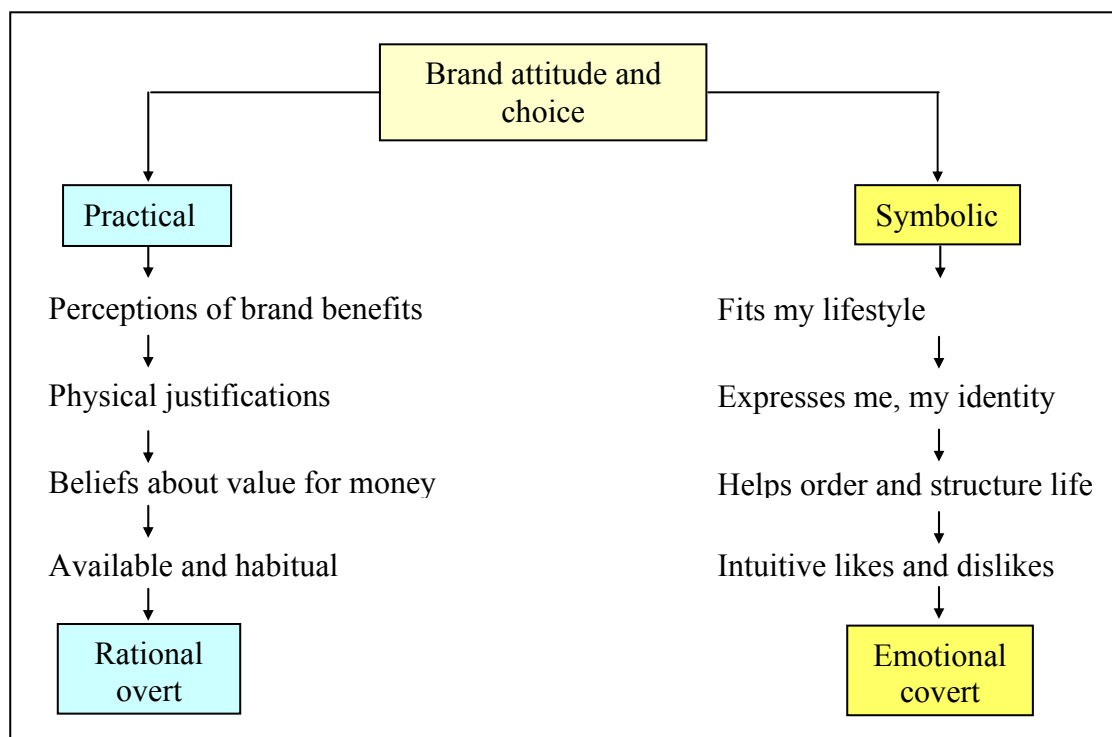 Brand attitude and
choice
Practical
Symbolic
Perceptions of brand benefits
Fits my lifestyle
Physical justifications
Expresses me, my identity
Beliefs about value for money
Helps order and structure life
Available and habitual
Intuitive likes and dislikes
Rational
overt
Emotional
covert